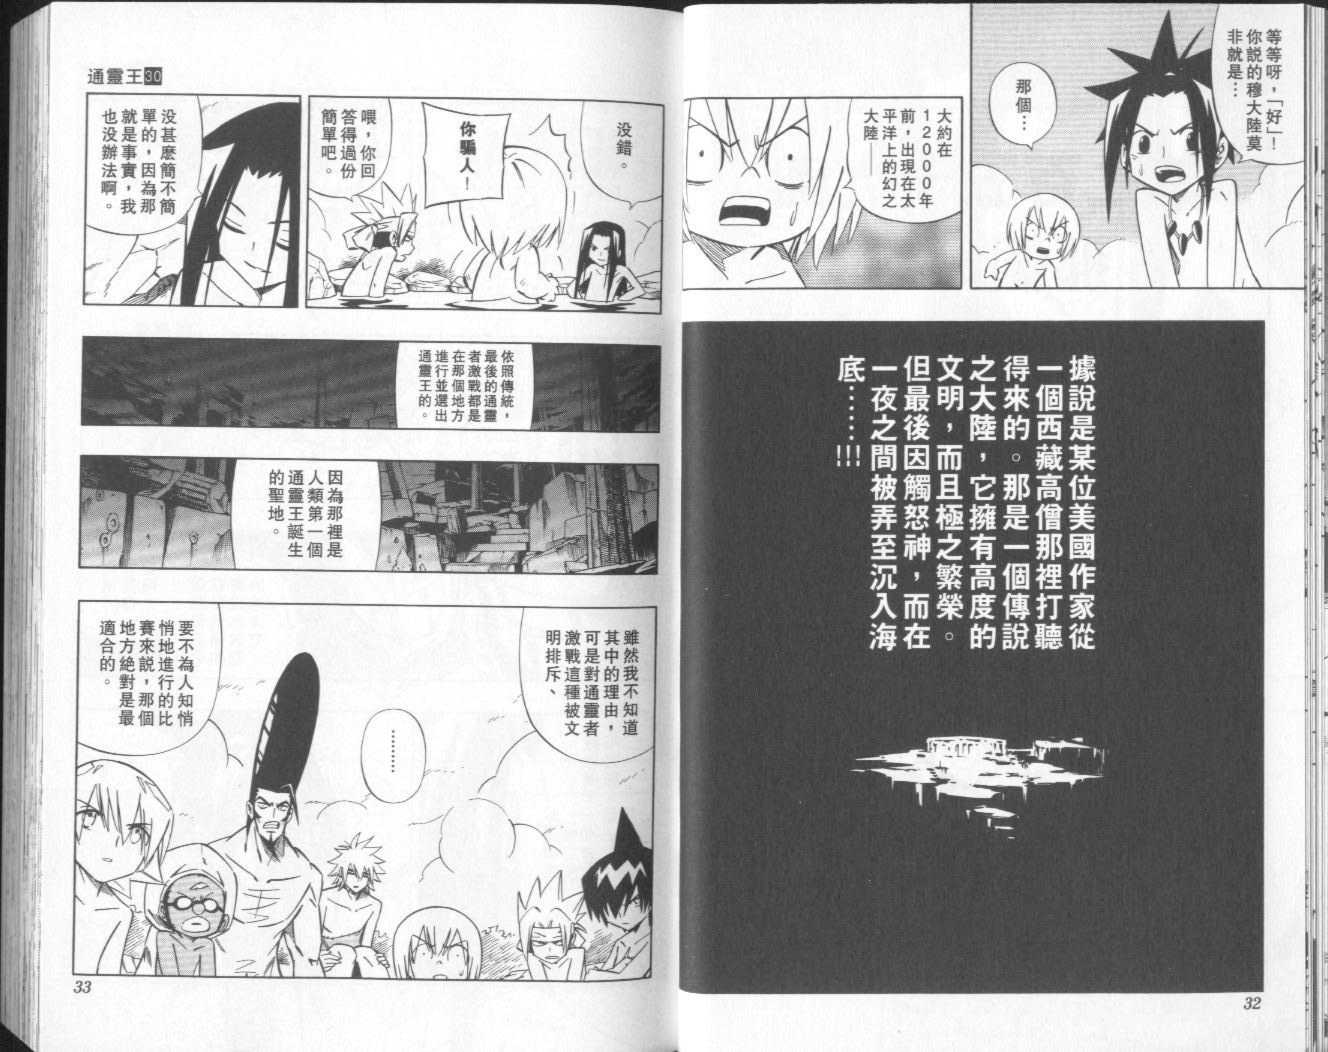 等等呀，「好」！
你說的穆大陸莫
非就是…
那個…
大約在
12000年
前，出現在太
平洋上的幻之
大陸——
據說是某位美國作家從
一個西藏高僧那裡打聽
得來的。那是一個傳說
之大陸，它擁有高度的
文明，而且極之繁榮。
但最後因觸怒神，而在
一夜之間被弄至沉入海
底……!!!
32
通靈王30
没錯。
你騙人！
喂，你回
答得過份
簡單吧。
没甚麽簡不簡
單的，因為那
就是事實，我
也没辦法啊。
依照傳統，
最後的通靈
者激戰都是
在那個地方
進行並選出
通靈王的。
因為那裡是
人類第一個
通靈王誕生
的聖地。
雖然我不知道
其中的理由，
可是對通靈者
激戰這種被文
明排斥、
………
要不為人知悄
悄地進行的比
賽來説，那個
地方絶對是最
適合的。
33